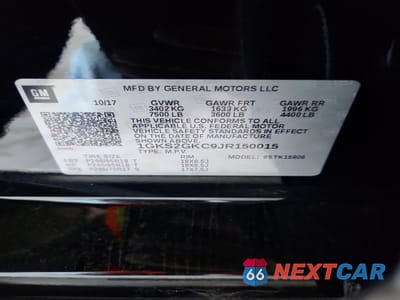 GM
MFD BY GENERAL MOTORS LLC
10/17 GVWR GAWR FRT GAWR RR
3402 KG 1633 KG 1996 KG
7500 LB 3600 LB 4400 LB
THIS VEHICLE CONFORMS TO ALL
APPLICABLE U.S. FEDERAL MOTOR
VEHICLE SAFETY STANDARDS IN EFFECT
ON THE DATE OF MANUFACTURE
SHOWN ABOVE.
1GKS2GKC9JR150015
TYPE: M.P.V. MODEL: #STK15806
TIRE SIZE RIM
66 NEXTCAR